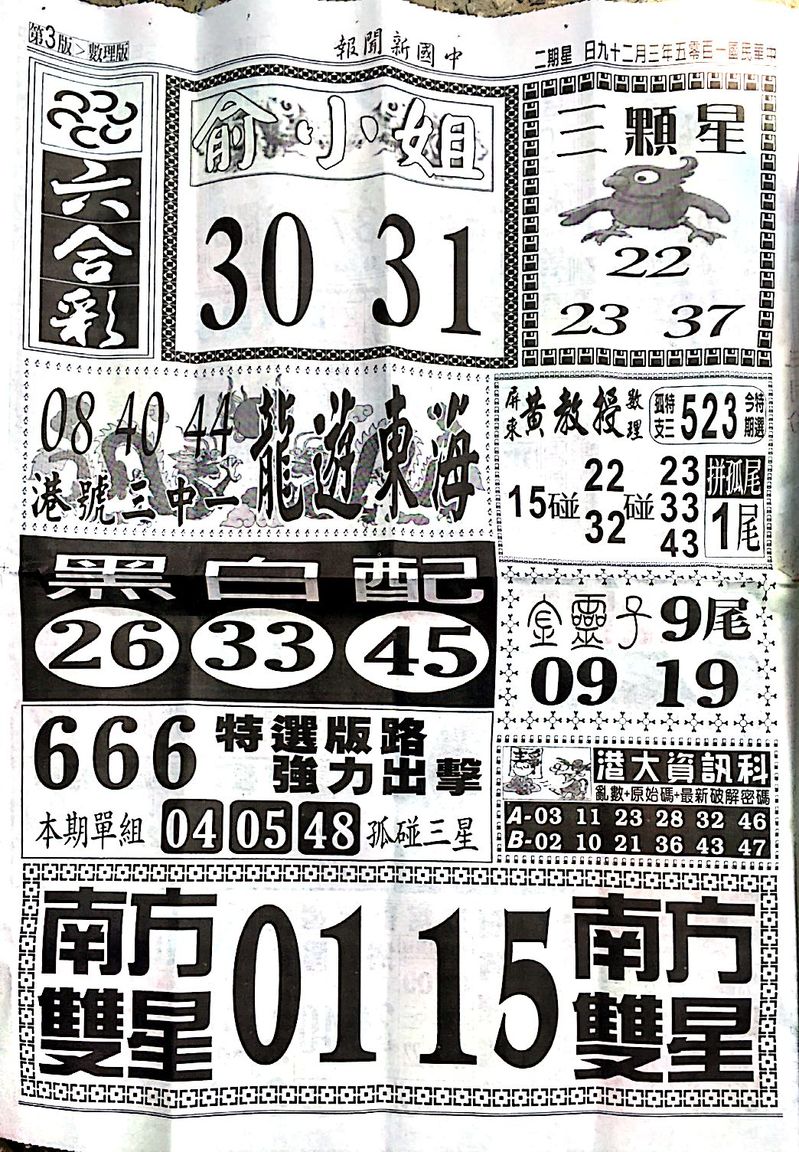 第3版＞數理版
中國新聞報
中華民國一百零五年三月二十九日 星期二
六合彩
俞小姐
30 31
三顆星
22
23 37
08 40 44
港號三中一
龍遊東海
屏東黃教授數理
孤支特三 523 今期特選
15碰 22 32 碰 23 33 43
拼孤尾
1尾
黑白配
26 33 45
金靈子 9尾
09 19
666 特選版路
強力出擊
本期單組 04 05 48 孤碰三星
港大資訊科
亂數+原始碼+最新破解密碼
A-03 11 23 28 32 46
B-02 10 21 36 43 47
南方雙星
01 15
南方雙星